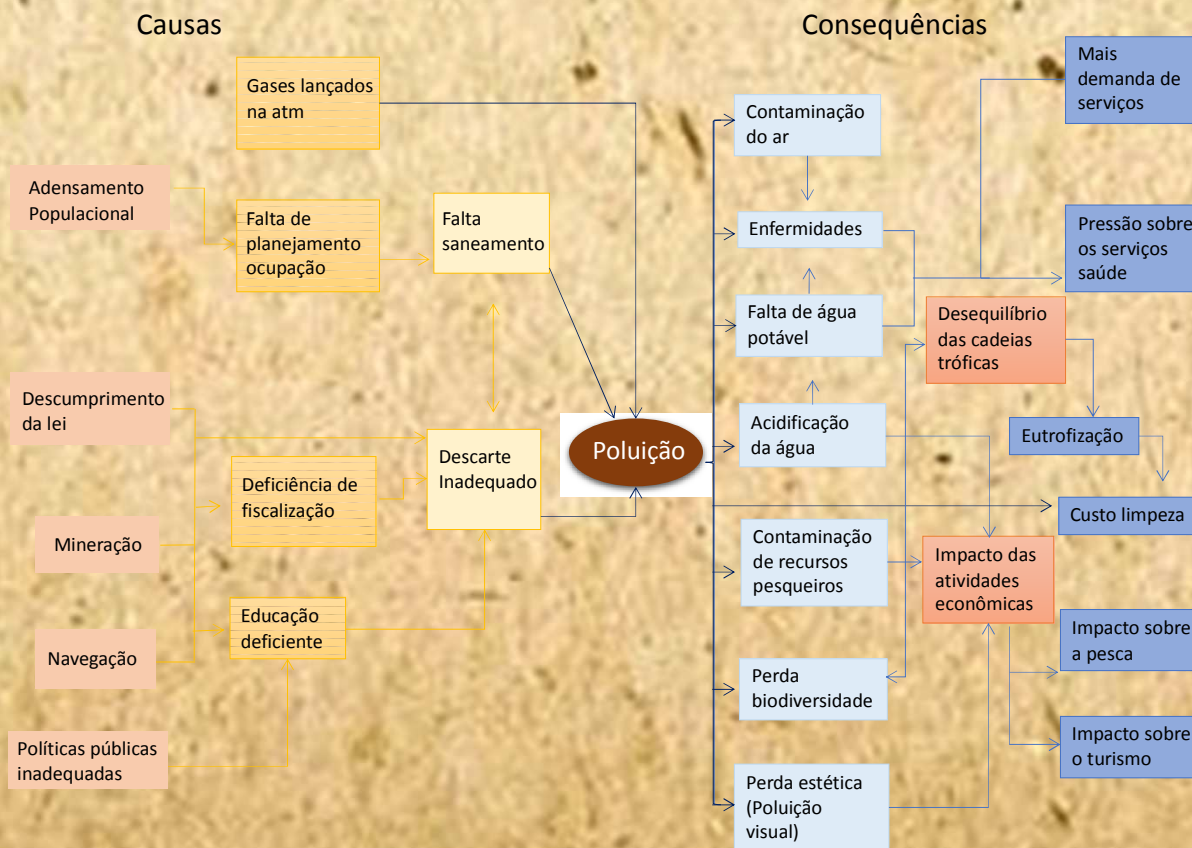 Causas
Consequências
Gases lançados
na atm
Adensamento
Populacional
Falta de
planejamento
ocupação
Falta
saneamento
Descumprimento
da lei
Deficiência de
fiscalização
Descarte
Inadequado
Mineração
Educação
deficiente
Navegação
Políticas públicas
inadequadas
Poluição
Contaminação
do ar
Enfermidades
Falta de água
potável
Acidificação
da água
Contaminação
de recursos
pesqueiros
Perda
biodiversidade
Perda estética
(Poluição
visual)
Desequilíbrio
das cadeias
tróficas
Impacto das
atividades
econômicas
Mais
demanda de
serviços
Pressão sobre
os serviços
saúde
Eutrofização
Custo limpeza
Impacto sobre
a pesca
Impacto sobre
o turismo